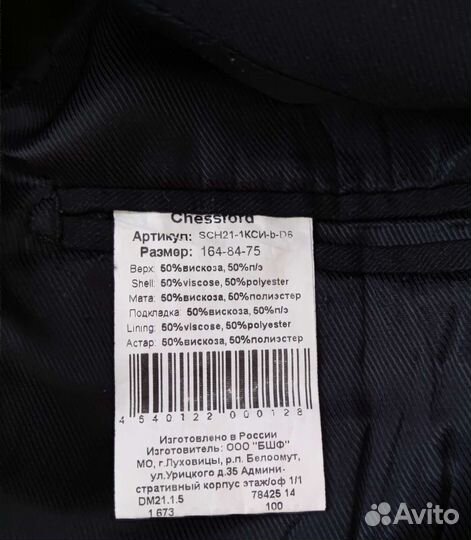 Chessford
Артикул: SCH21-1КСИ-b-D6
Размер: 164-84-75
Верх: 50%вискоза, 50%п/э
Shell: 50%viscose, 50%polyester
Мата: 50%вискоза, 50%полиэстер
Подкладка: 50%вискоза, 50%п/э
Lining: 50%viscose, 50%polyester
Астар: 50%вискоза, 50%полиэстер
4 640122 000128
Изготовлено в России
Изготовитель: ООО "БШФ"
МО, г.Луховицы, р.п. Белоомут,
ул.Урицкого д.35 Админи-
стративный корпус этаж/оф 1/1
DM21.1.5 78425 14
1 673 100
Avito